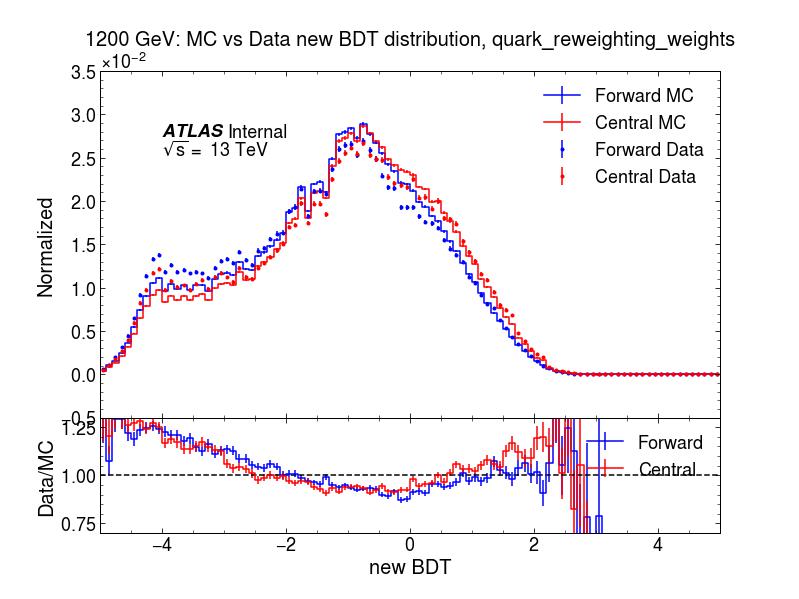 1200 GeV: MC vs Data new BDT distribution, quark_reweighting_weights
×10⁻²
3.5
3.0
2.5
2.0
1.5
1.0
0.5
0.0
Normalized
ATLAS Internal
√s = 13 TeV
Forward MC
Central MC
Forward Data
Central Data
1.25
1.00
0.75
Data/MC
Forward
Central
−4
−2
0
2
4
new BDT